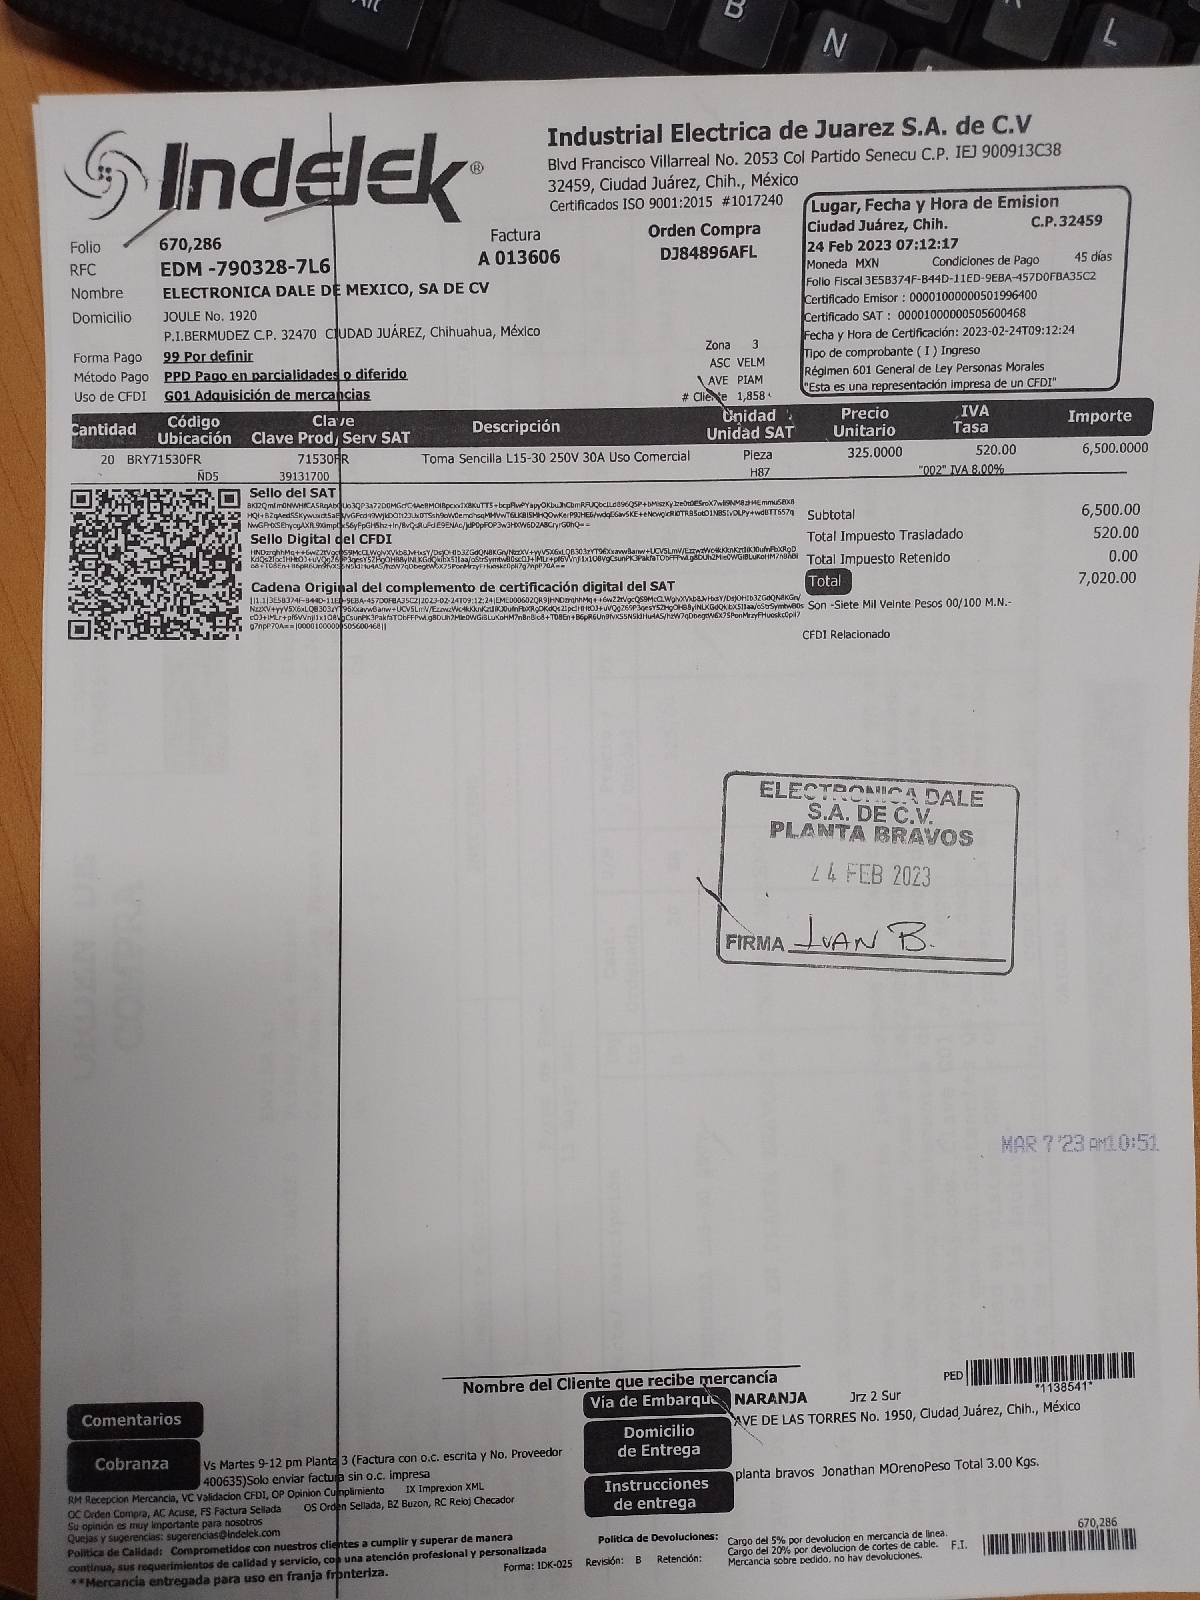 Indelek®
Industrial Electrica de Juarez S.A. de C.V
Blvd Francisco Villarreal No. 2053 Col Partido Senecu C.P. IEJ 900913C38
32459, Ciudad Juárez, Chih., México
Certificados ISO 9001:2015 #1017240
Folio 670,286
RFC EDM -790328-7L6
Nombre ELECTRONICA DALE DE MEXICO, SA DE CV
Domicilio JOULE No. 1920
P.I.BERMUDEZ C.P. 32470 CIUDAD JUÁREZ, Chihuahua, México
Forma Pago 99 Por definir
Método Pago PPD Pago en parcialidades o diferido
Uso de CFDI G01 Adquisición de mercancias
Factura
A 013606
Orden Compra
DJ84896AFL
Zona 3
ASC VELM
AVE PIAM
# Cliente 1,858
Lugar, Fecha y Hora de Emision
Ciudad Juárez, Chih. C.P.32459
24 Feb 2023 07:12:17
Moneda MXN Condiciones de Pago 45 días
Folio Fiscal 3E5B374F-B44D-11ED-9EBA-457D0FBA35C2
Certificado Emisor : 00001000000501996400
Certificado SAT : 00001000000505600468
Fecha y Hora de Certificación: 2023-02-24T09:12:24
Tipo de comprobante ( I ) Ingreso
Régimen 601 General de Ley Personas Morales
"Esta es una representación impresa de un CFDI"
Cantidad Código Ubicación Clave Clave Prod, Serv SAT Descripción Unidad Unidad SAT Precio Unitario IVA Tasa Importe
20 BRY71530FR 71530FR Toma Sencilla L15-30 250V 30A Uso Comercial Pieza 325.0000 520.00 6,500.0000
ÑD5 39131700 H87 "002" IVA 8.00%
Sello del SAT
Sello Digital del CFDI
Cadena Original del complemento de certificación digital del SAT
Subtotal 6,500.00
Total Impuesto Trasladado 520.00
Total Impuesto Retenido 0.00
Total 7,020.00
Son -Siete Mil Veinte Pesos 00/100 M.N.-
CFDI Relacionado
ELECTRONICA DALE
S.A. DE C.V.
PLANTA BRAVOS
24 FEB 2023
FIRMA JUAN B.
MAR 7 '23 AM10:51
Nombre del Cliente que recibe mercancía
PED *1138541*
Comentarios
Cobranza
Vs Martes 9-12 pm Planta 3 (Factura con o.c. escrita y No. Proveedor
400635)Solo enviar factura sin o.c. impresa
Vía de Embarque NARANJA Jrz 2 Sur
Domicilio de Entrega AVE DE LAS TORRES No. 1950, Ciudad Juárez, Chih., México
Instrucciones de entrega planta bravos Jonathan MOrenoPeso Total 3.00 Kgs.
RM Recepcion Mercancia, VC Validacion CFDI, OP Opinion Cumplimiento IX Imprexion XML
OC Orden Compra, AC Acuse, FS Factura Sellada OS Orden Sellada, BZ Buzon, RC Reloj Checador
Su opinión es muy importante para nosotros
Quejas y sugerencias: sugerencias@indelek.com
Politica de Calidad: Comprometidos con nuestros clientes a cumplir y superar de manera
continua, sus requerimientos de calidad y servicio, con una atención profesional y personalizada
**Mercancia entregada para uso en franja fronteriza.
Forma: IDK-025 Revisión: B Retención:
Politica de Devoluciones: Cargo del 5% por devolucion en mercancia de linea.
Cargo del 20% por devolucion de cortes de cable.
Mercancia sobre pedido, no hay devoluciones.
F.I. 670,286